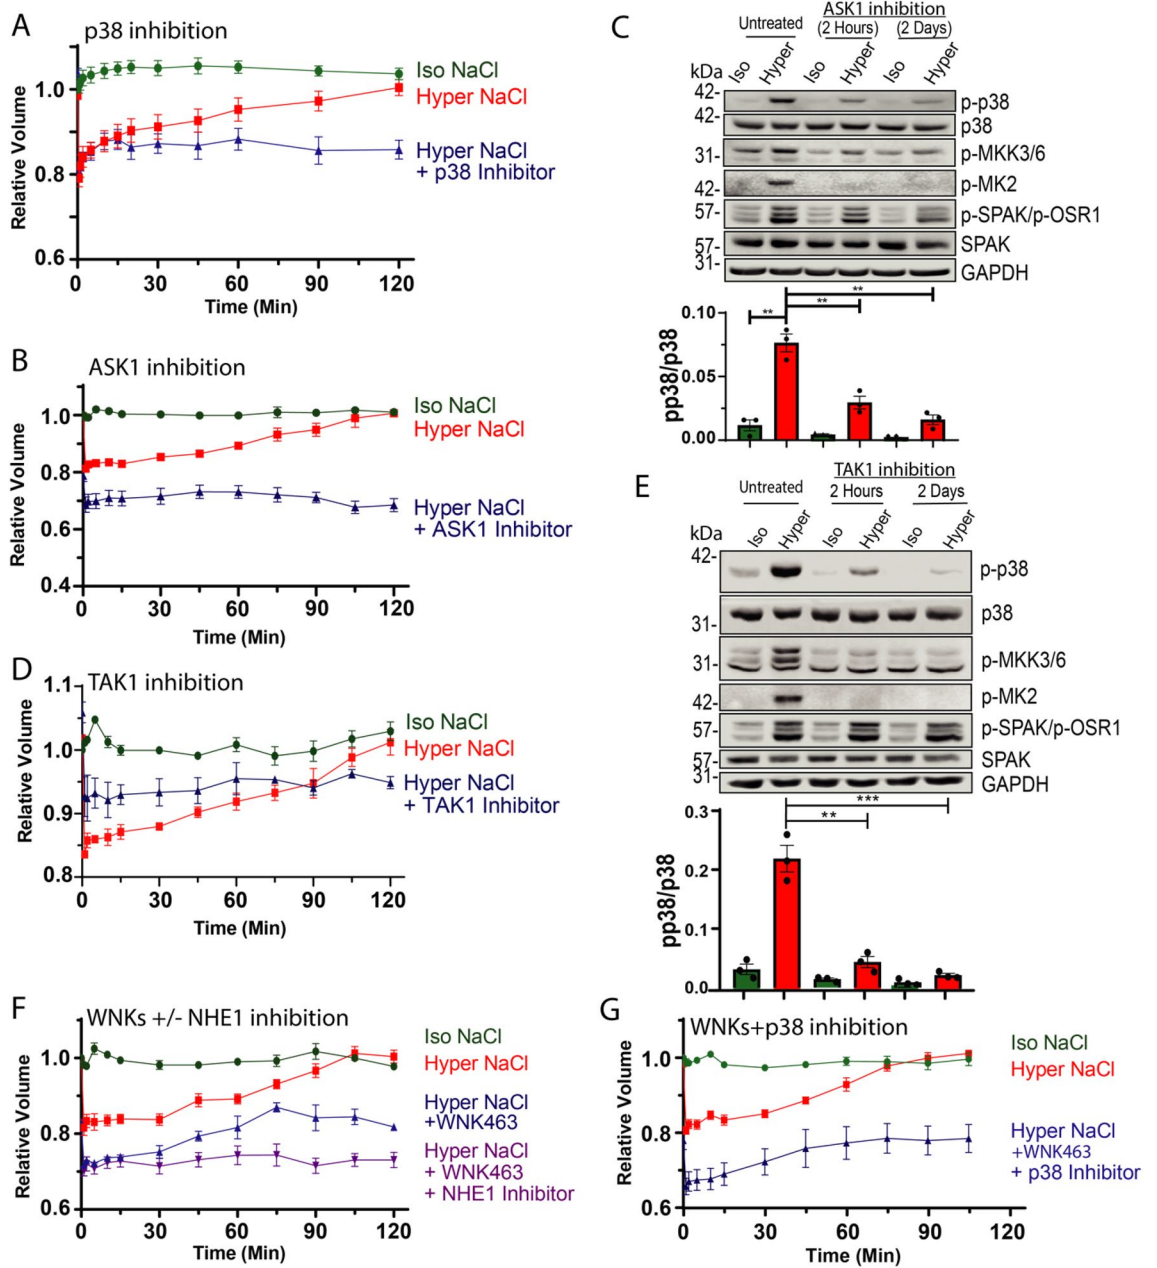 A
p38 inhibition
Relative Volume
1.0
0.8
0.6
0
30
60
90
120
Time (Min)
Iso NaCl
Hyper NaCl
Hyper NaCl
+ p38 Inhibitor
B
ASK1 inhibition
Relative Volume
1.0
0.8
0.6
0.4
0
30
60
90
120
Time (Min)
Iso NaCl
Hyper NaCl
Hyper NaCl
+ ASK1 Inhibitor
C
ASK1 inhibition
Untreated
(2 Hours)
(2 Days)
kDa
Iso
Hyper
Iso
Hyper
Iso
Hyper
42-
p-p38
42-
p38
31-
p-MKK3/6
42-
p-MK2
57-
p-SPAK/p-OSR1
57-
SPAK
31-
GAPDH
**
**
**
pp38/p38
0.10
0.05
0.00
D
TAK1 inhibition
Relative Volume
1.1
1.0
0.9
0.8
0
30
60
90
120
Time (Min)
Iso NaCl
Hyper NaCl
Hyper NaCl
+ TAK1 Inhibitor
E
TAK1 inhibition
Untreated
2 Hours
2 Days
kDa
Iso
Hyper
Iso
Hyper
Iso
Hyper
42-
p-p38
31-
p38
31-
p-MKK3/6
42-
p-MK2
57-
p-SPAK/p-OSR1
57-
SPAK
31-
GAPDH
***
**
pp38/p38
0.3
0.2
0.1
0.0
F
WNKs +/- NHE1 inhibition
Relative Volume
1.0
0.8
0.6
0
30
60
90
120
Time (Min)
Iso NaCl
Hyper NaCl
Hyper NaCl
+WNK463
Hyper NaCl
+ WNK463
+ NHE1 Inhibitor
G
WNKs+p38 inhibition
Relative Volume
1.0
0.8
0.6
0
30
60
90
120
Time (Min)
Iso NaCl
Hyper NaCl
Hyper NaCl
+WNK463
+ p38 Inhibitor